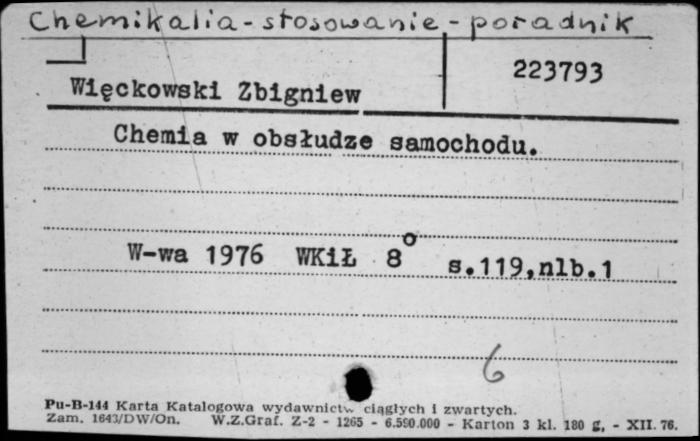 Chemikalia - stosowanie - poradnik
223793
Więckowski Zbigniew
Chemia w obsłudze samochodu.
W-wa 1976 WKiŁ 8° s.119,nlb.1
6
Pu-B-144 Karta Katalogowa wydawnictw ciągłych i zwartych.
Zam. 1643/DW/On. W.Z.Graf. Z-2 - 1265 - 6.590.000 - Karton 3 kl. 180 g, - XII. 76.